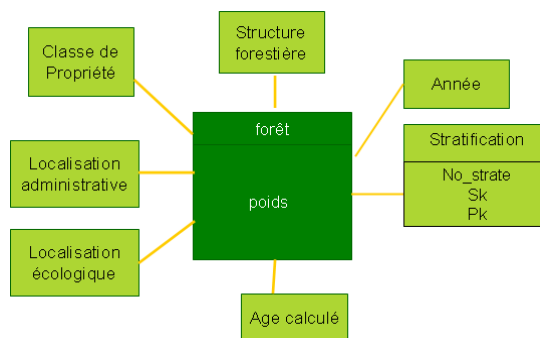 Structure
forestière
Classe de
Propriété
Année
forêt
Stratification
Localisation
administrative
No_strate
Sk
Pk
poids
Localisation
écologique
Age calculé